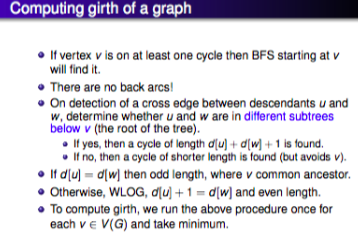 Computing girth of a graph
• If vertex v is on at least one cycle then BFS starting at v
will find it.
• There are no back arcs!
• On detection of a cross edge between descendants u and
w, determine whether u and w are in different subtrees
below v (the root of the tree).
• If yes, then a cycle of length d[u] + d[w] + 1 is found.
• If no, then a cycle of shorter length is found (but avoids v).
• If d[u] = d[w] then odd length, where v common ancestor.
• Otherwise, WLOG, d[u] + 1 = d[w] and even length.
• To compute girth, we run the above procedure once for
each v ∈ V(G) and take minimum.